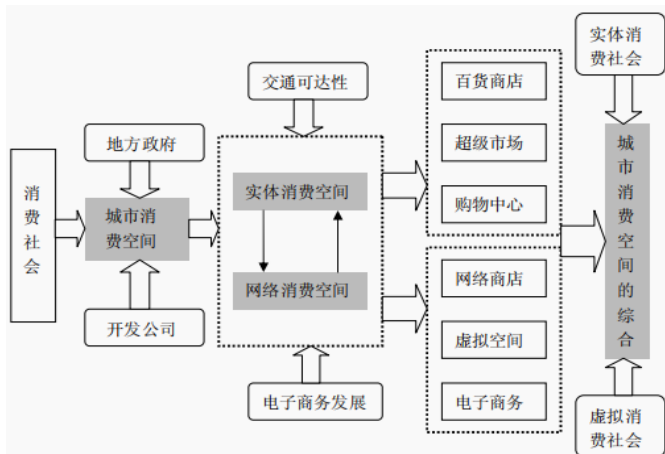 实体消
费社会
交通可达性
百货商店
地方政府
超级市场
消
费
社
会
城市消
费空间
实体消费空间
购物中心
城
市
消
费
空
间
的
综
合
网络消费空间
网络商店
开发公司
虚拟空间
电子商务发展
电子商务
虚拟消
费社会